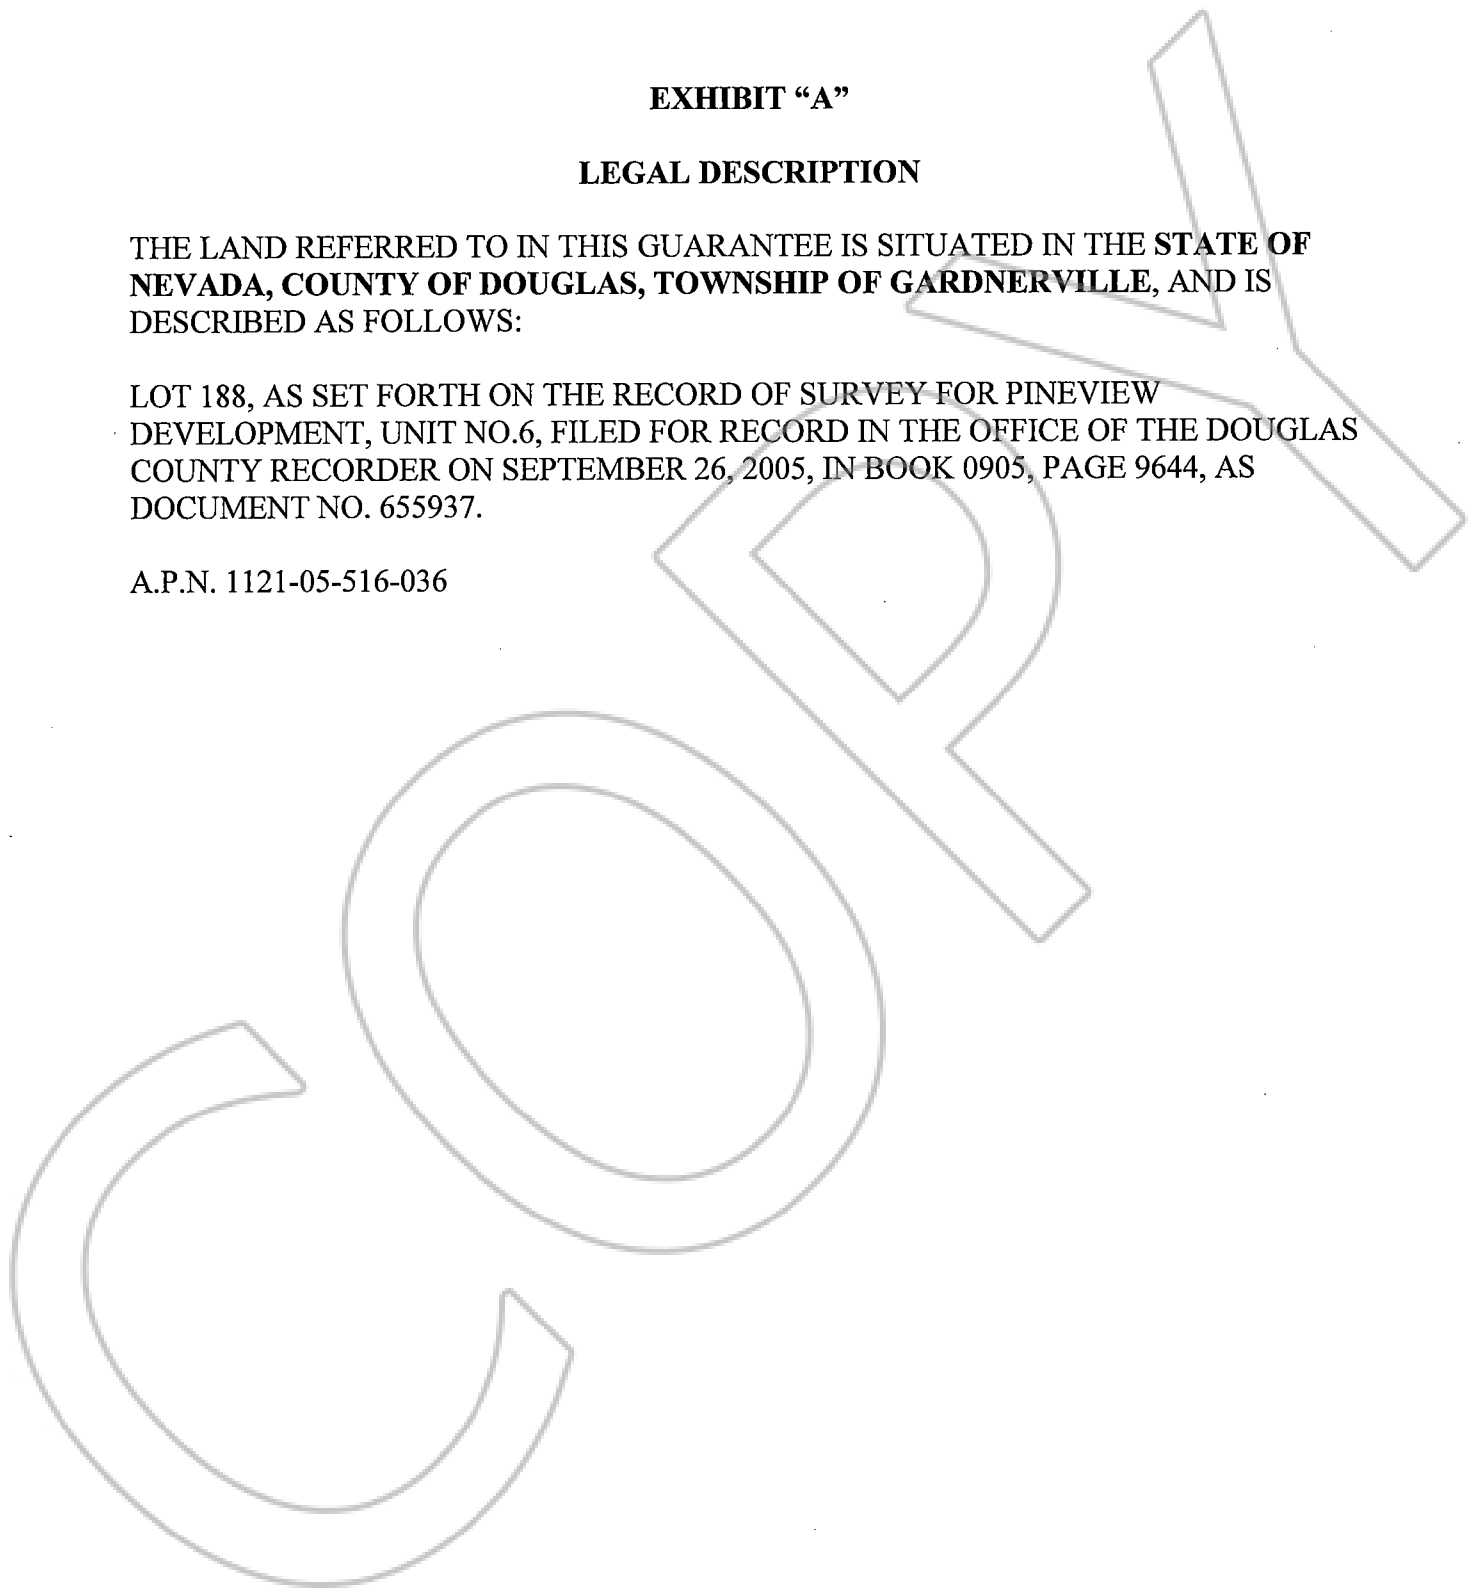 EXHIBIT “A”
LEGAL DESCRIPTION
THE LAND REFERRED TO IN THIS GUARANTEE IS SITUATED IN THE STATE OF
NEVADA, COUNTY OF DOUGLAS, TOWNSHIP OF GARDNERVILLE, AND IS
DESCRIBED AS FOLLOWS:
LOT 188, AS SET FORTH ON THE RECORD OF SURVEY FOR PINEVIEW
DEVELOPMENT, UNIT NO.6, FILED FOR RECORD IN THE OFFICE OF THE DOUGLAS
COUNTY RECORDER ON SEPTEMBER 26, 2005, IN BOOK 0905, PAGE 9644, AS
DOCUMENT NO. 655937.
A.P.N. 1121-05-516-036
COPY